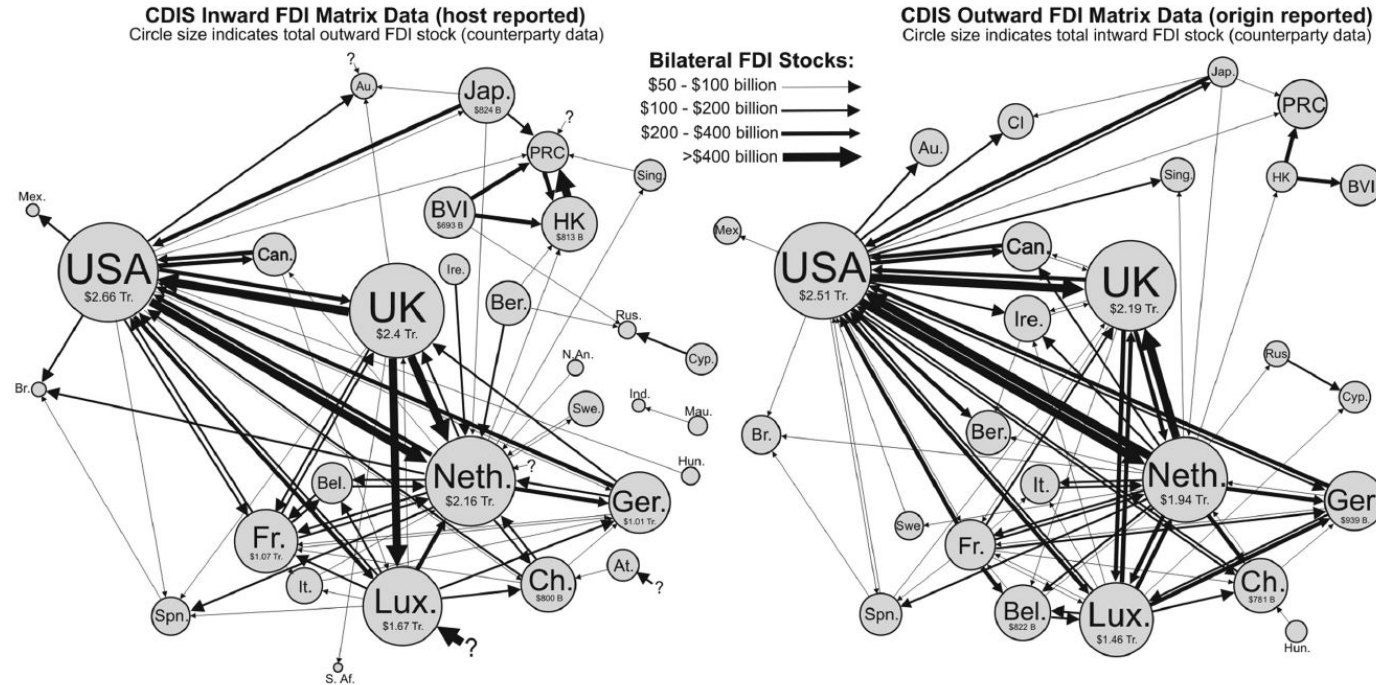 CDIS Inward FDI Matrix Data (host reported)
Circle size indicates total outward FDI stock (counterparty data)
?
Au.
Jap.
$824 B
?
PRC
Sing.
Mex.
BVI
$693 B
HK
$813 B
USA
$2.66 Tr.
Can.
UK
$2.4 Tr.
Ire.
Ber.
Rus.
Cyp.
N.An.
Br.
Swe.
Ind.
Mau.
Hun.
?
Bel.
Neth.
$2.16 Tr.
Ger.
$1.01 Tr.
Fr.
$1.07 Tr.
It.
Ch.
$800 B
At.
?
Lux.
$1.67 Tr.
Spn.
?
S. Af.
Bilateral FDI Stocks:
$50 - $100 billion
$100 - $200 billion
$200 - $400 billion
>$400 billion
CDIS Outward FDI Matrix Data (origin reported)
Circle size indicates total intward FDI stock (counterparty data)
Jap.
PRC
CI
Au.
Sing.
HK
BVI
Mex
USA
$2.51 Tr.
Can.
UK
$2.19 Tr.
Ire.
Rus
Cyp.
Br.
Ber.
It.
Neth.
$1.94 Tr.
Ger.
$939 B.
Swe
Fr.
Ch.
$781 B
Spn.
Bel.
$822 B
Lux.
$1.46 Tr.
Hun.